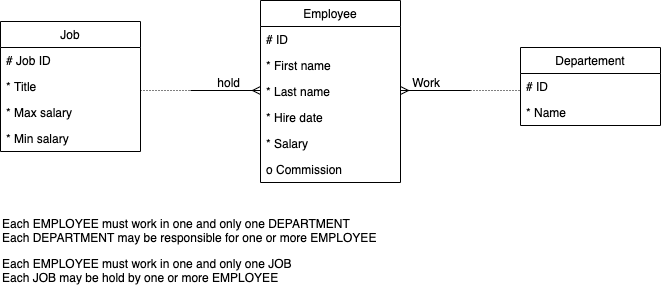 Job
# Job ID
* Title
* Max salary
* Min salary
hold
Employee
# ID
* First name
* Last name
* Hire date
* Salary
o Commission
Work
Departement
# ID
* Name
Each EMPLOYEE must work in one and only one DEPARTMENT
Each DEPARTMENT may be responsible for one or more EMPLOYEE
Each EMPLOYEE must work in one and only one JOB
Each JOB may be hold by one or more EMPLOYEE